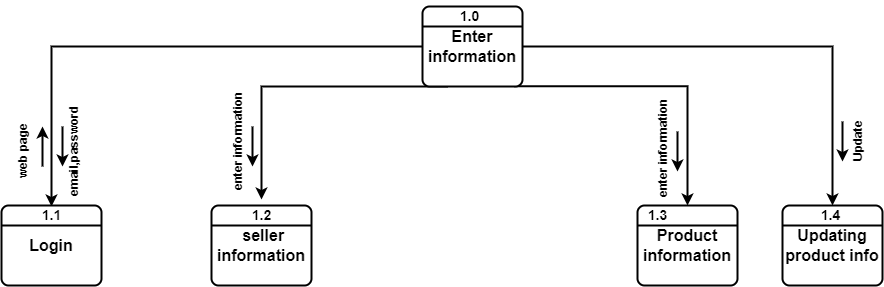 1.0
Enter
information
web page
email,password
enter information
enter information
Update
1.1
Login
1.2
seller
information
1.3
Product
information
1.4
Updating
product info